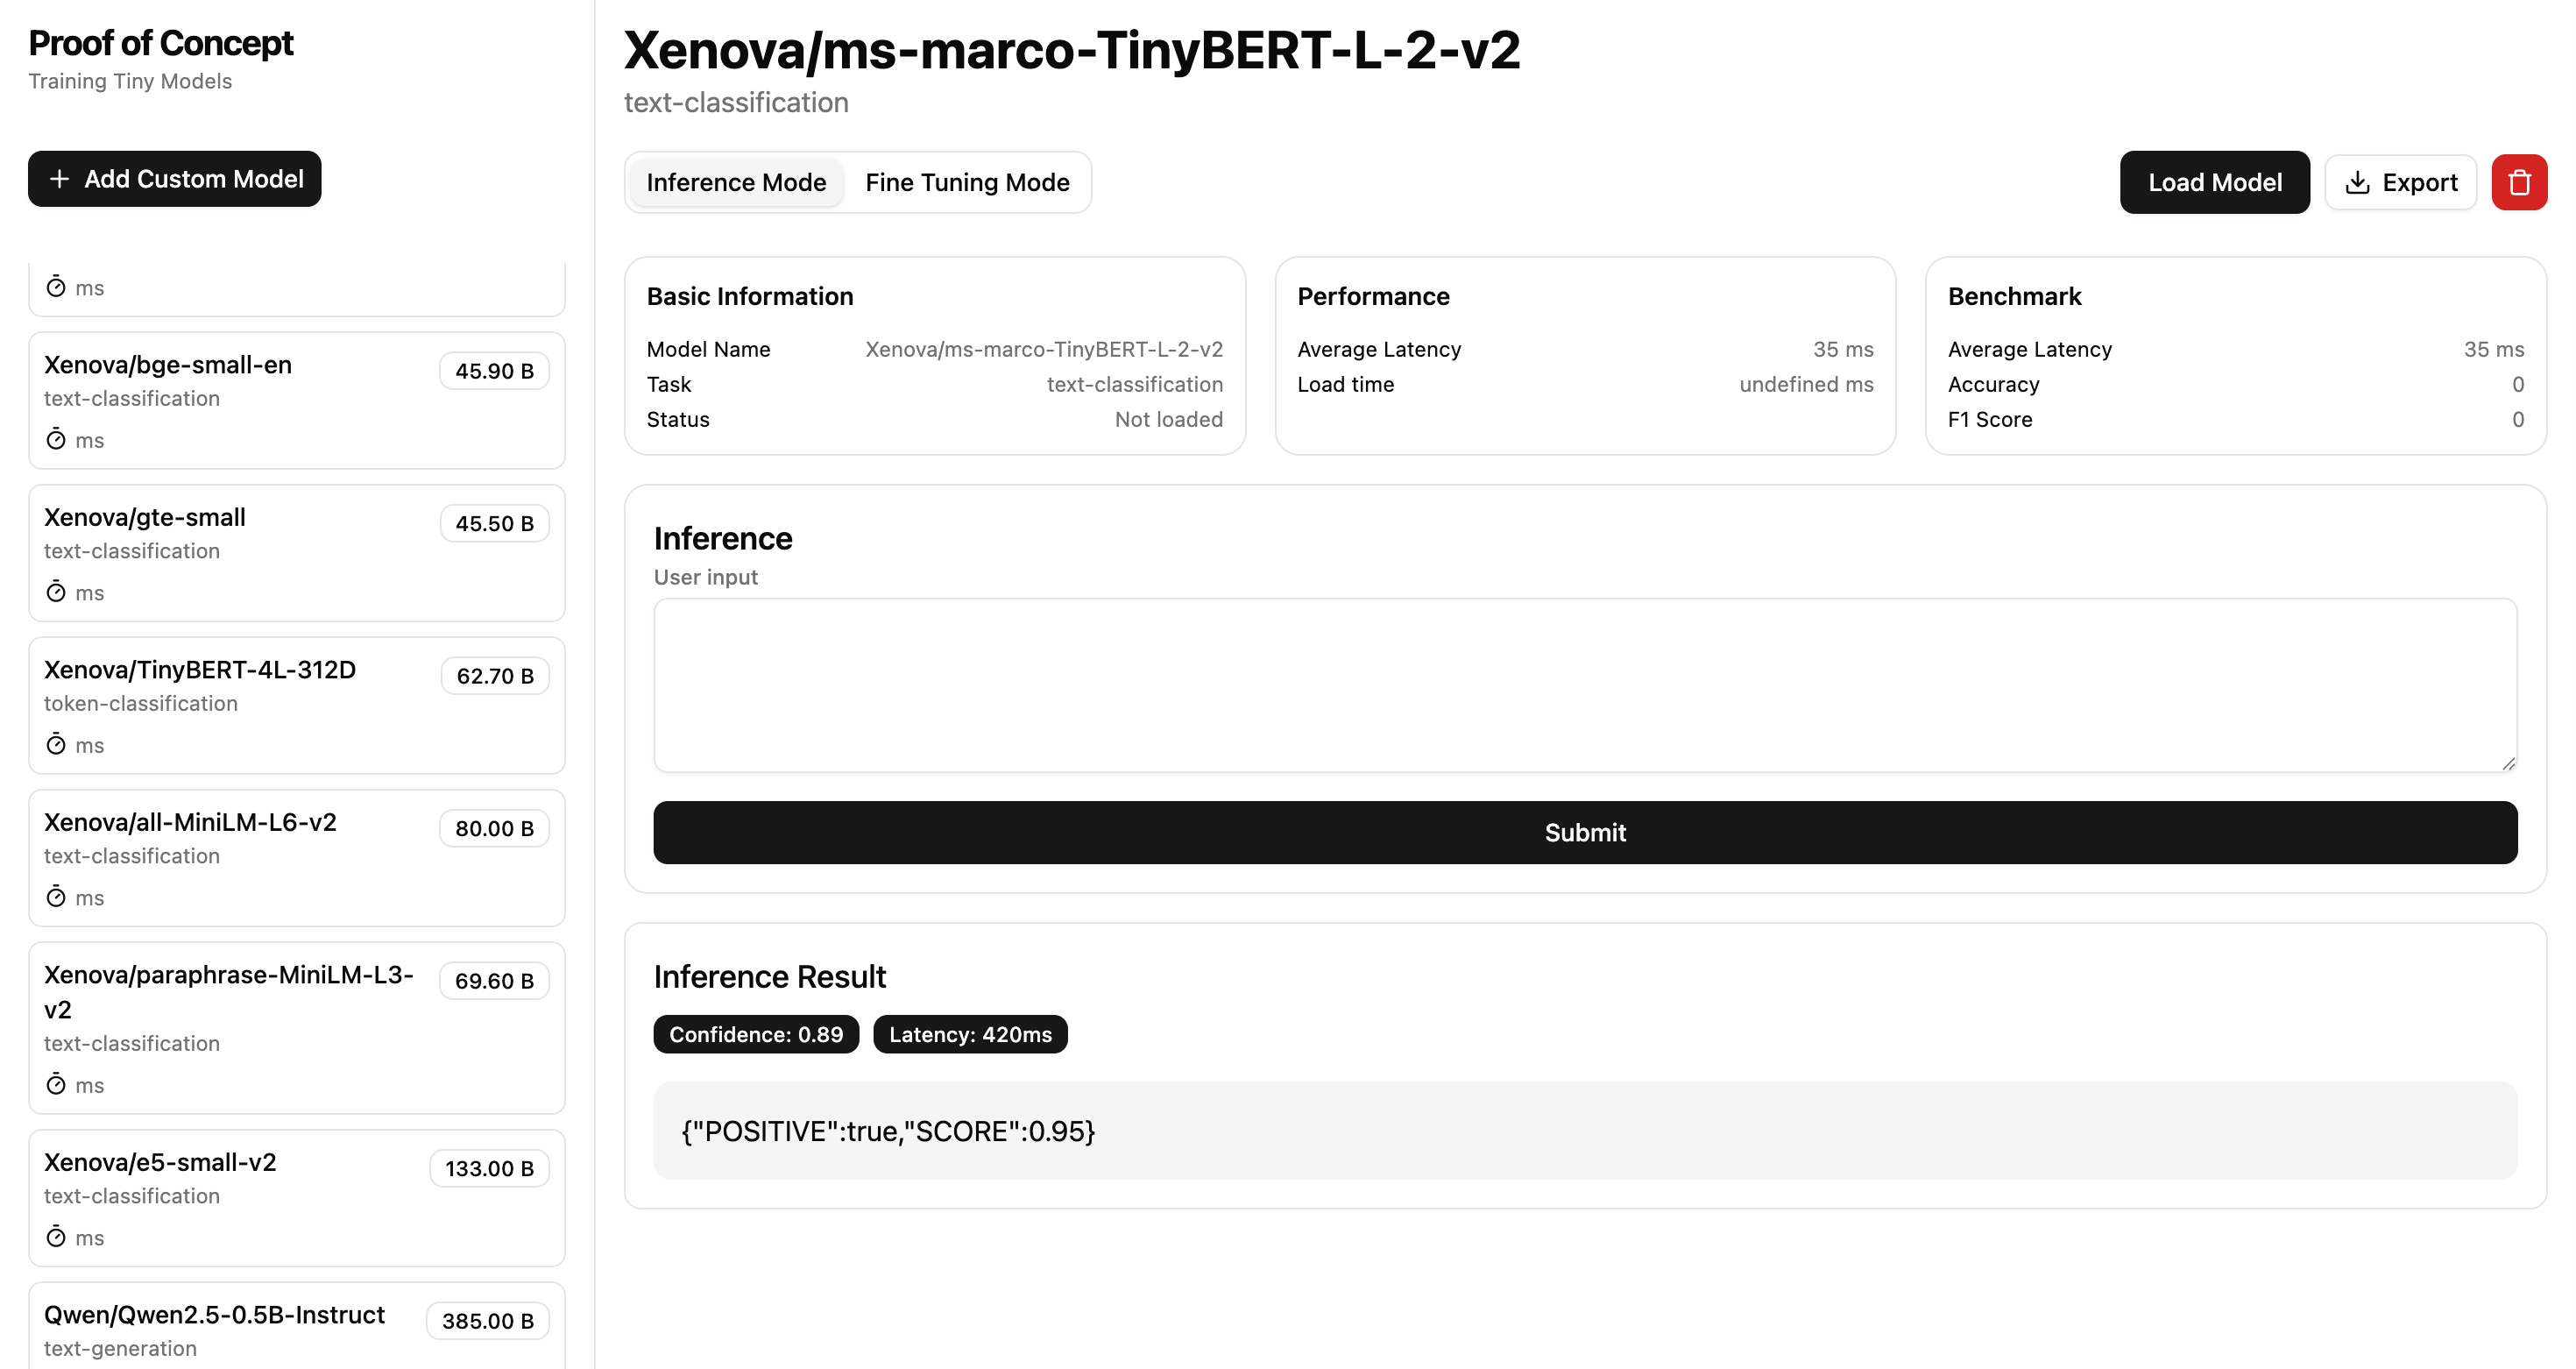 Proof of Concept
Training Tiny Models
Add Custom Model
ms
Xenova/bge-small-en
45.90 B
text-classification
ms
Xenova/gte-small
45.50 B
text-classification
ms
Xenova/TinyBERT-4L-312D
62.70 B
token-classification
ms
Xenova/all-MiniLM-L6-v2
80.00 B
text-classification
ms
Xenova/paraphrase-MiniLM-L3-
v2
69.60 B
text-classification
ms
Xenova/e5-small-v2
133.00 B
text-classification
ms
Qwen/Qwen2.5-0.5B-Instruct
385.00 B
text-generation
Xenova/ms-marco-TinyBERT-L-2-v2
text-classification
Inference Mode
Fine Tuning Mode
Load Model
Export
Basic Information
Model Name Xenova/ms-marco-TinyBERT-L-2-v2
Task text-classification
Status Not loaded
Performance
Average Latency 35 ms
Load time undefined ms
Benchmark
Average Latency 35 ms
Accuracy 0
F1 Score 0
Inference
User input
Submit
Inference Result
Confidence: 0.89
Latency: 420ms
{"POSITIVE":true,"SCORE":0.95}